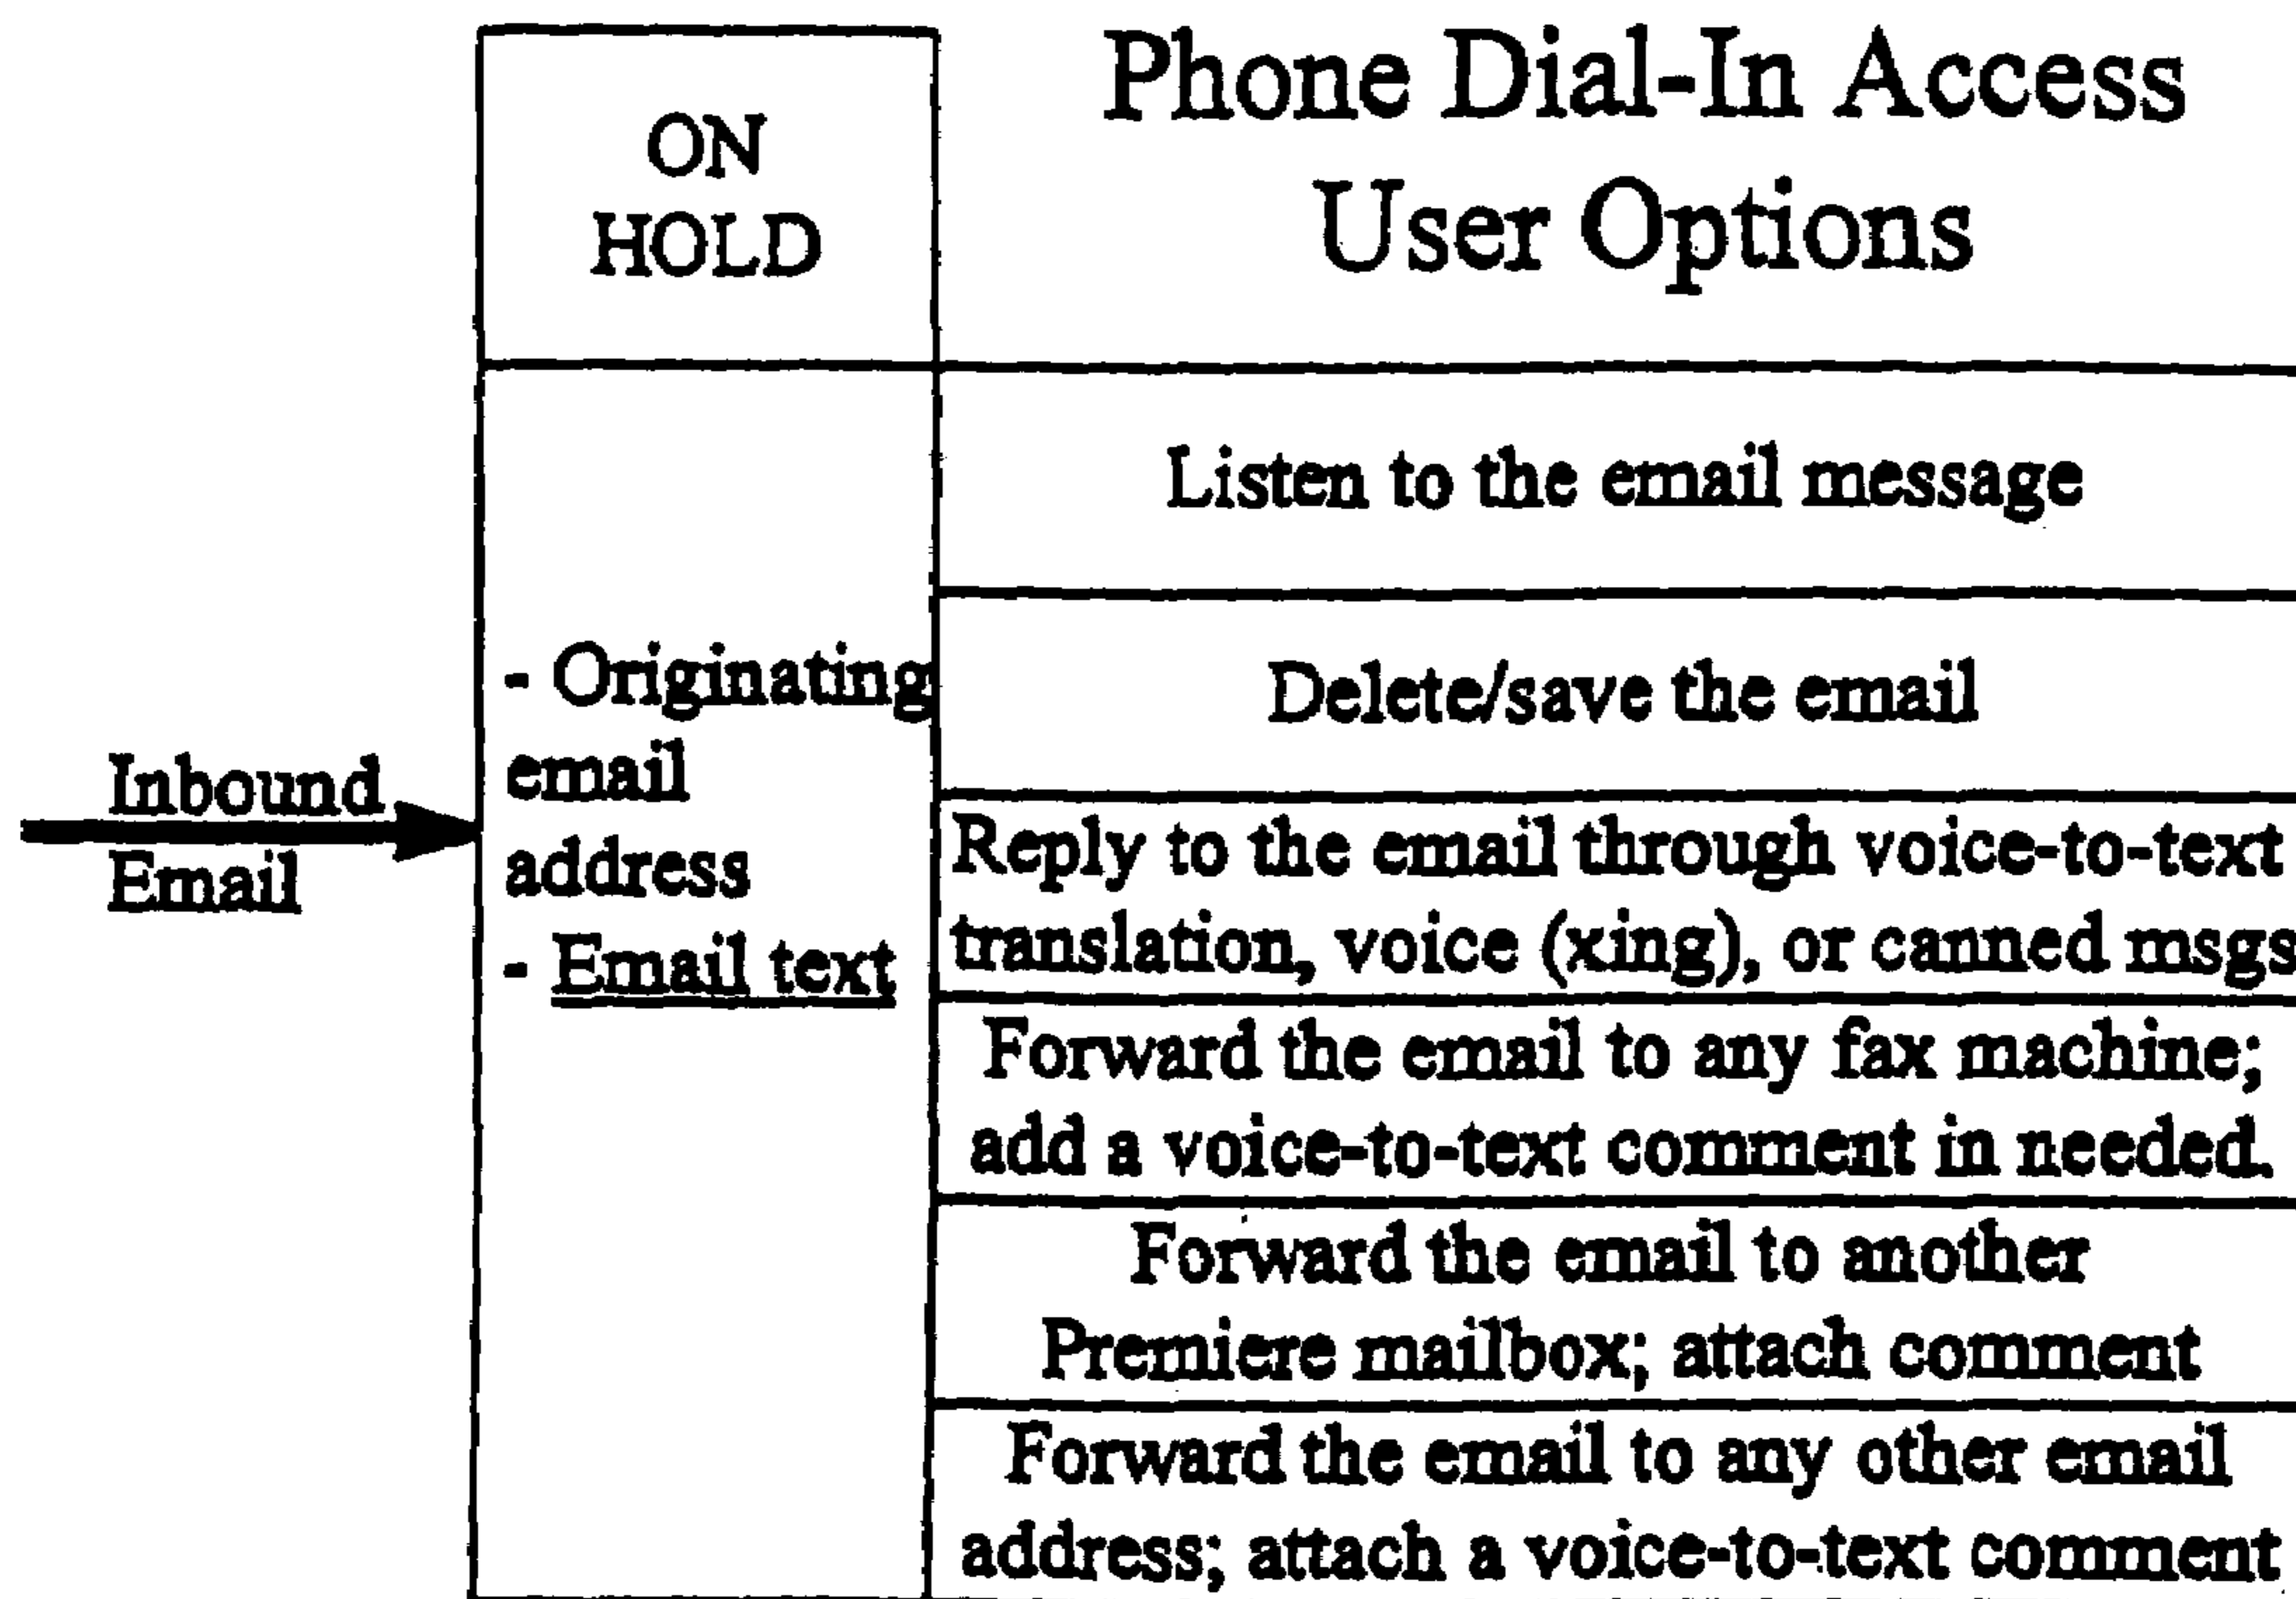 ON
HOLD
Phone Dial-In Access
User Options
Inbound
Email
- Originating
email
address
- Email text
Listen to the email message
Delete/save the email
Reply to the email through voice-to-text
translation, voice (xing), or canned msgs
Forward the email to any fax machine;
add a voice-to-text comment in needed.
Forward the email to another
Premiere mailbox; attach comment
Forward the email to any other email
address; attach a voice-to-text comment